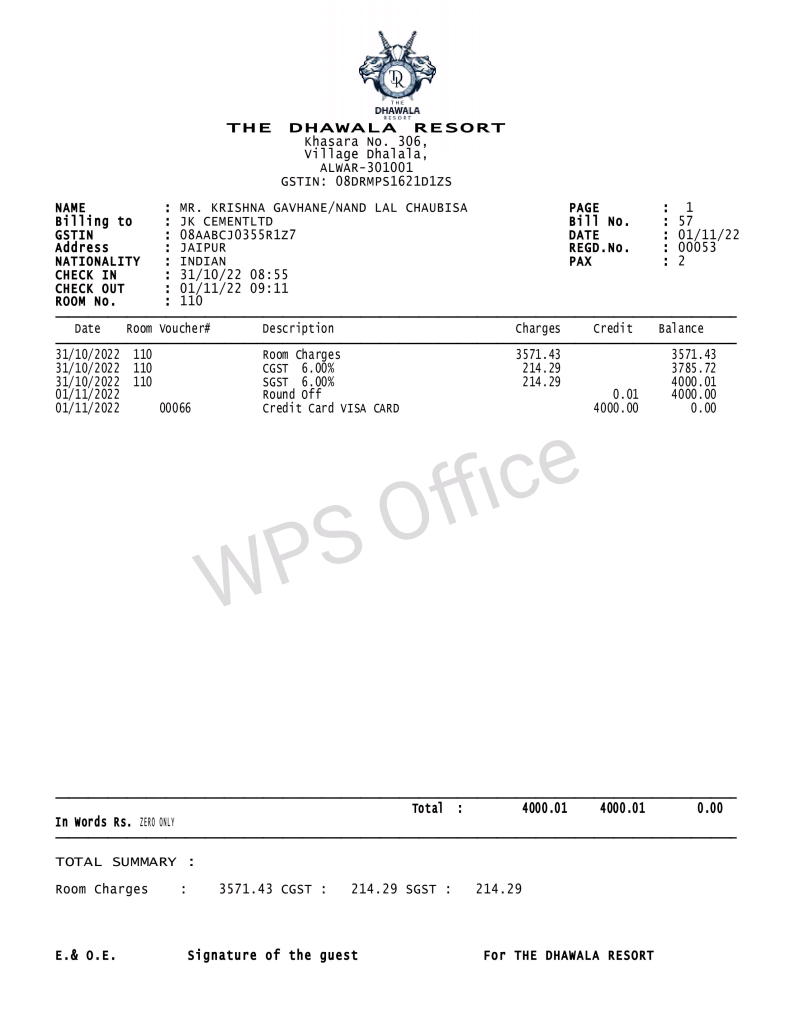 TR
THE
DHAWALA
RESORT
THE DHAWALA RESORT
Khasara No. 306,
Village Dhalala,
ALWAR-301001
GSTIN: 08DRMPS1621D1ZS
NAME : MR. KRISHNA GAVHANE/NAND LAL CHAUBISA PAGE : 1
Billing to : JK CEMENTLTD Bill No. : 57
GSTIN : 08AABCJ0355R1Z7 DATE : 01/11/22
Address : JAIPUR REGD.No. : 00053
NATIONALITY : INDIAN PAX : 2
CHECK IN : 31/10/22 08:55
CHECK OUT : 01/11/22 09:11
ROOM No. : 110
Date Room Voucher# Description Charges Credit Balance
31/10/2022 110 Room Charges 3571.43 3571.43
31/10/2022 110 CGST 6.00% 214.29 3785.72
31/10/2022 110 SGST 6.00% 214.29 4000.01
01/11/2022 Round Off 0.01 4000.00
01/11/2022 00066 Credit Card VISA CARD 4000.00 0.00
WPS Office
Total : 4000.01 4000.01 0.00
In Words Rs. ZERO ONLY
TOTAL SUMMARY :
Room Charges : 3571.43 CGST : 214.29 SGST : 214.29
E.& O.E. Signature of the guest For THE DHAWALA RESORT